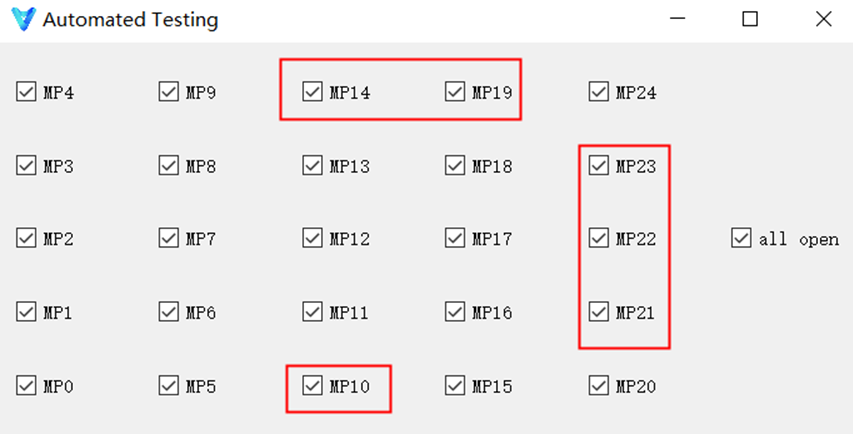 Automated Testing
MP4 MP9 MP14 MP19 MP24
MP3 MP8 MP13 MP18 MP23
MP2 MP7 MP12 MP17 MP22 all open
MP1 MP6 MP11 MP16 MP21
MP0 MP5 MP10 MP15 MP20